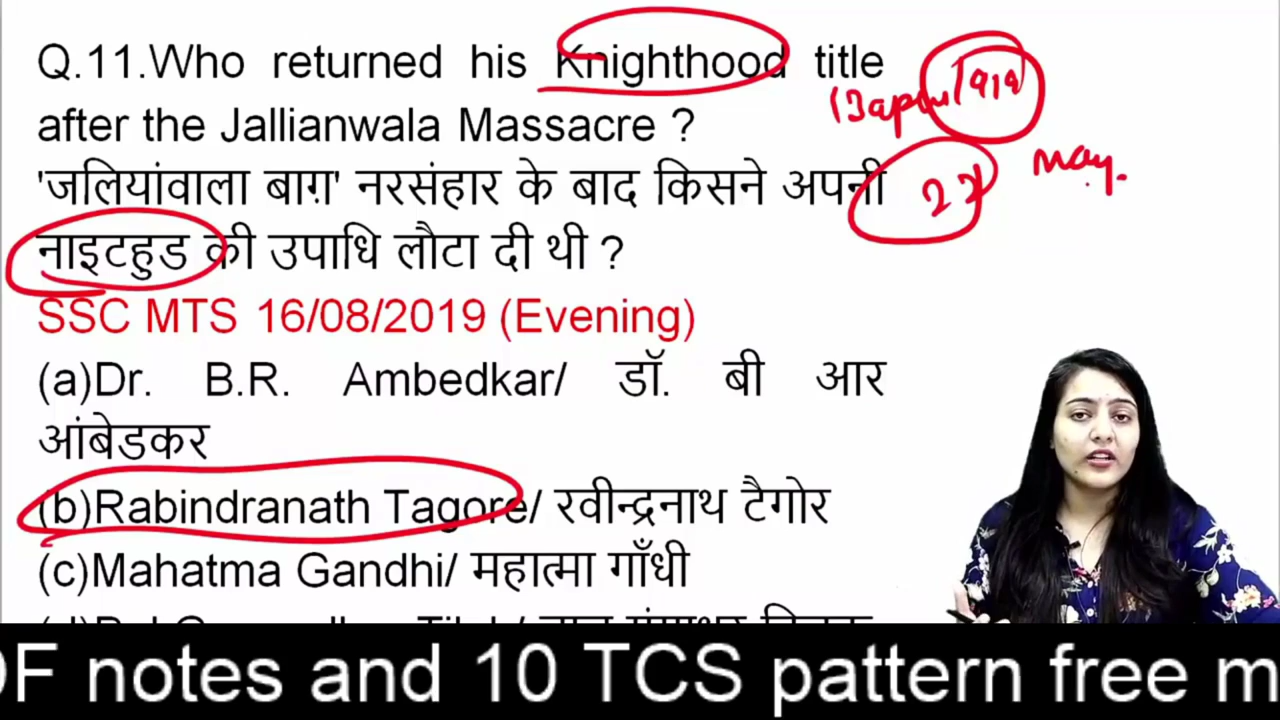 Q.11.Who returned his Knighthood title
after the Jallianwala Massacre ?
'जलियांवाला बाग़' नरसंहार के बाद किसने अपनी
नाइटहुड की उपाधि लौटा दी थी ?
SSC MTS 16/08/2019 (Evening)
(a)Dr. B.R. Ambedkar/ डॉ. बी आर
आंबेडकर
(b)Rabindranath Tagore/ रवीन्द्रनाथ टैगोर
(c)Mahatma Gandhi/ महात्मा गाँधी
1919
May.
F notes and 10 TCS pattern free m